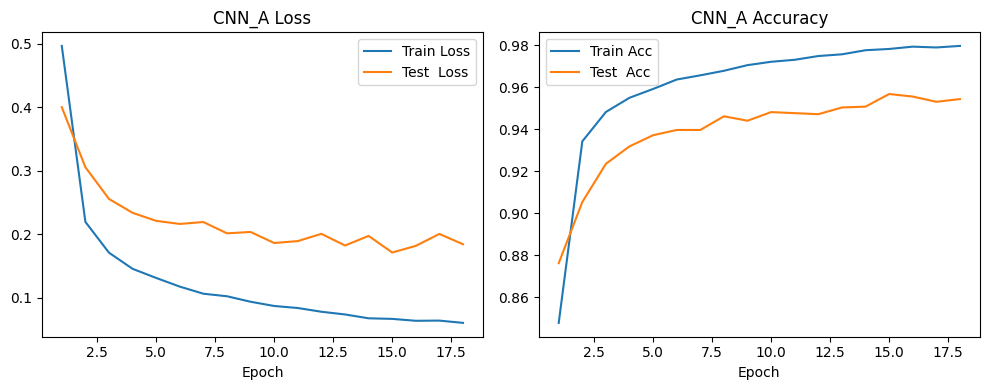 CNN_A Loss
Train Loss
Test  Loss
0.5
0.4
0.3
0.2
0.1
2.5 5.0 7.5 10.0 12.5 15.0 17.5
Epoch
CNN_A Accuracy
Train Acc
Test  Acc
0.98
0.96
0.94
0.92
0.90
0.88
0.86
2.5 5.0 7.5 10.0 12.5 15.0 17.5
Epoch